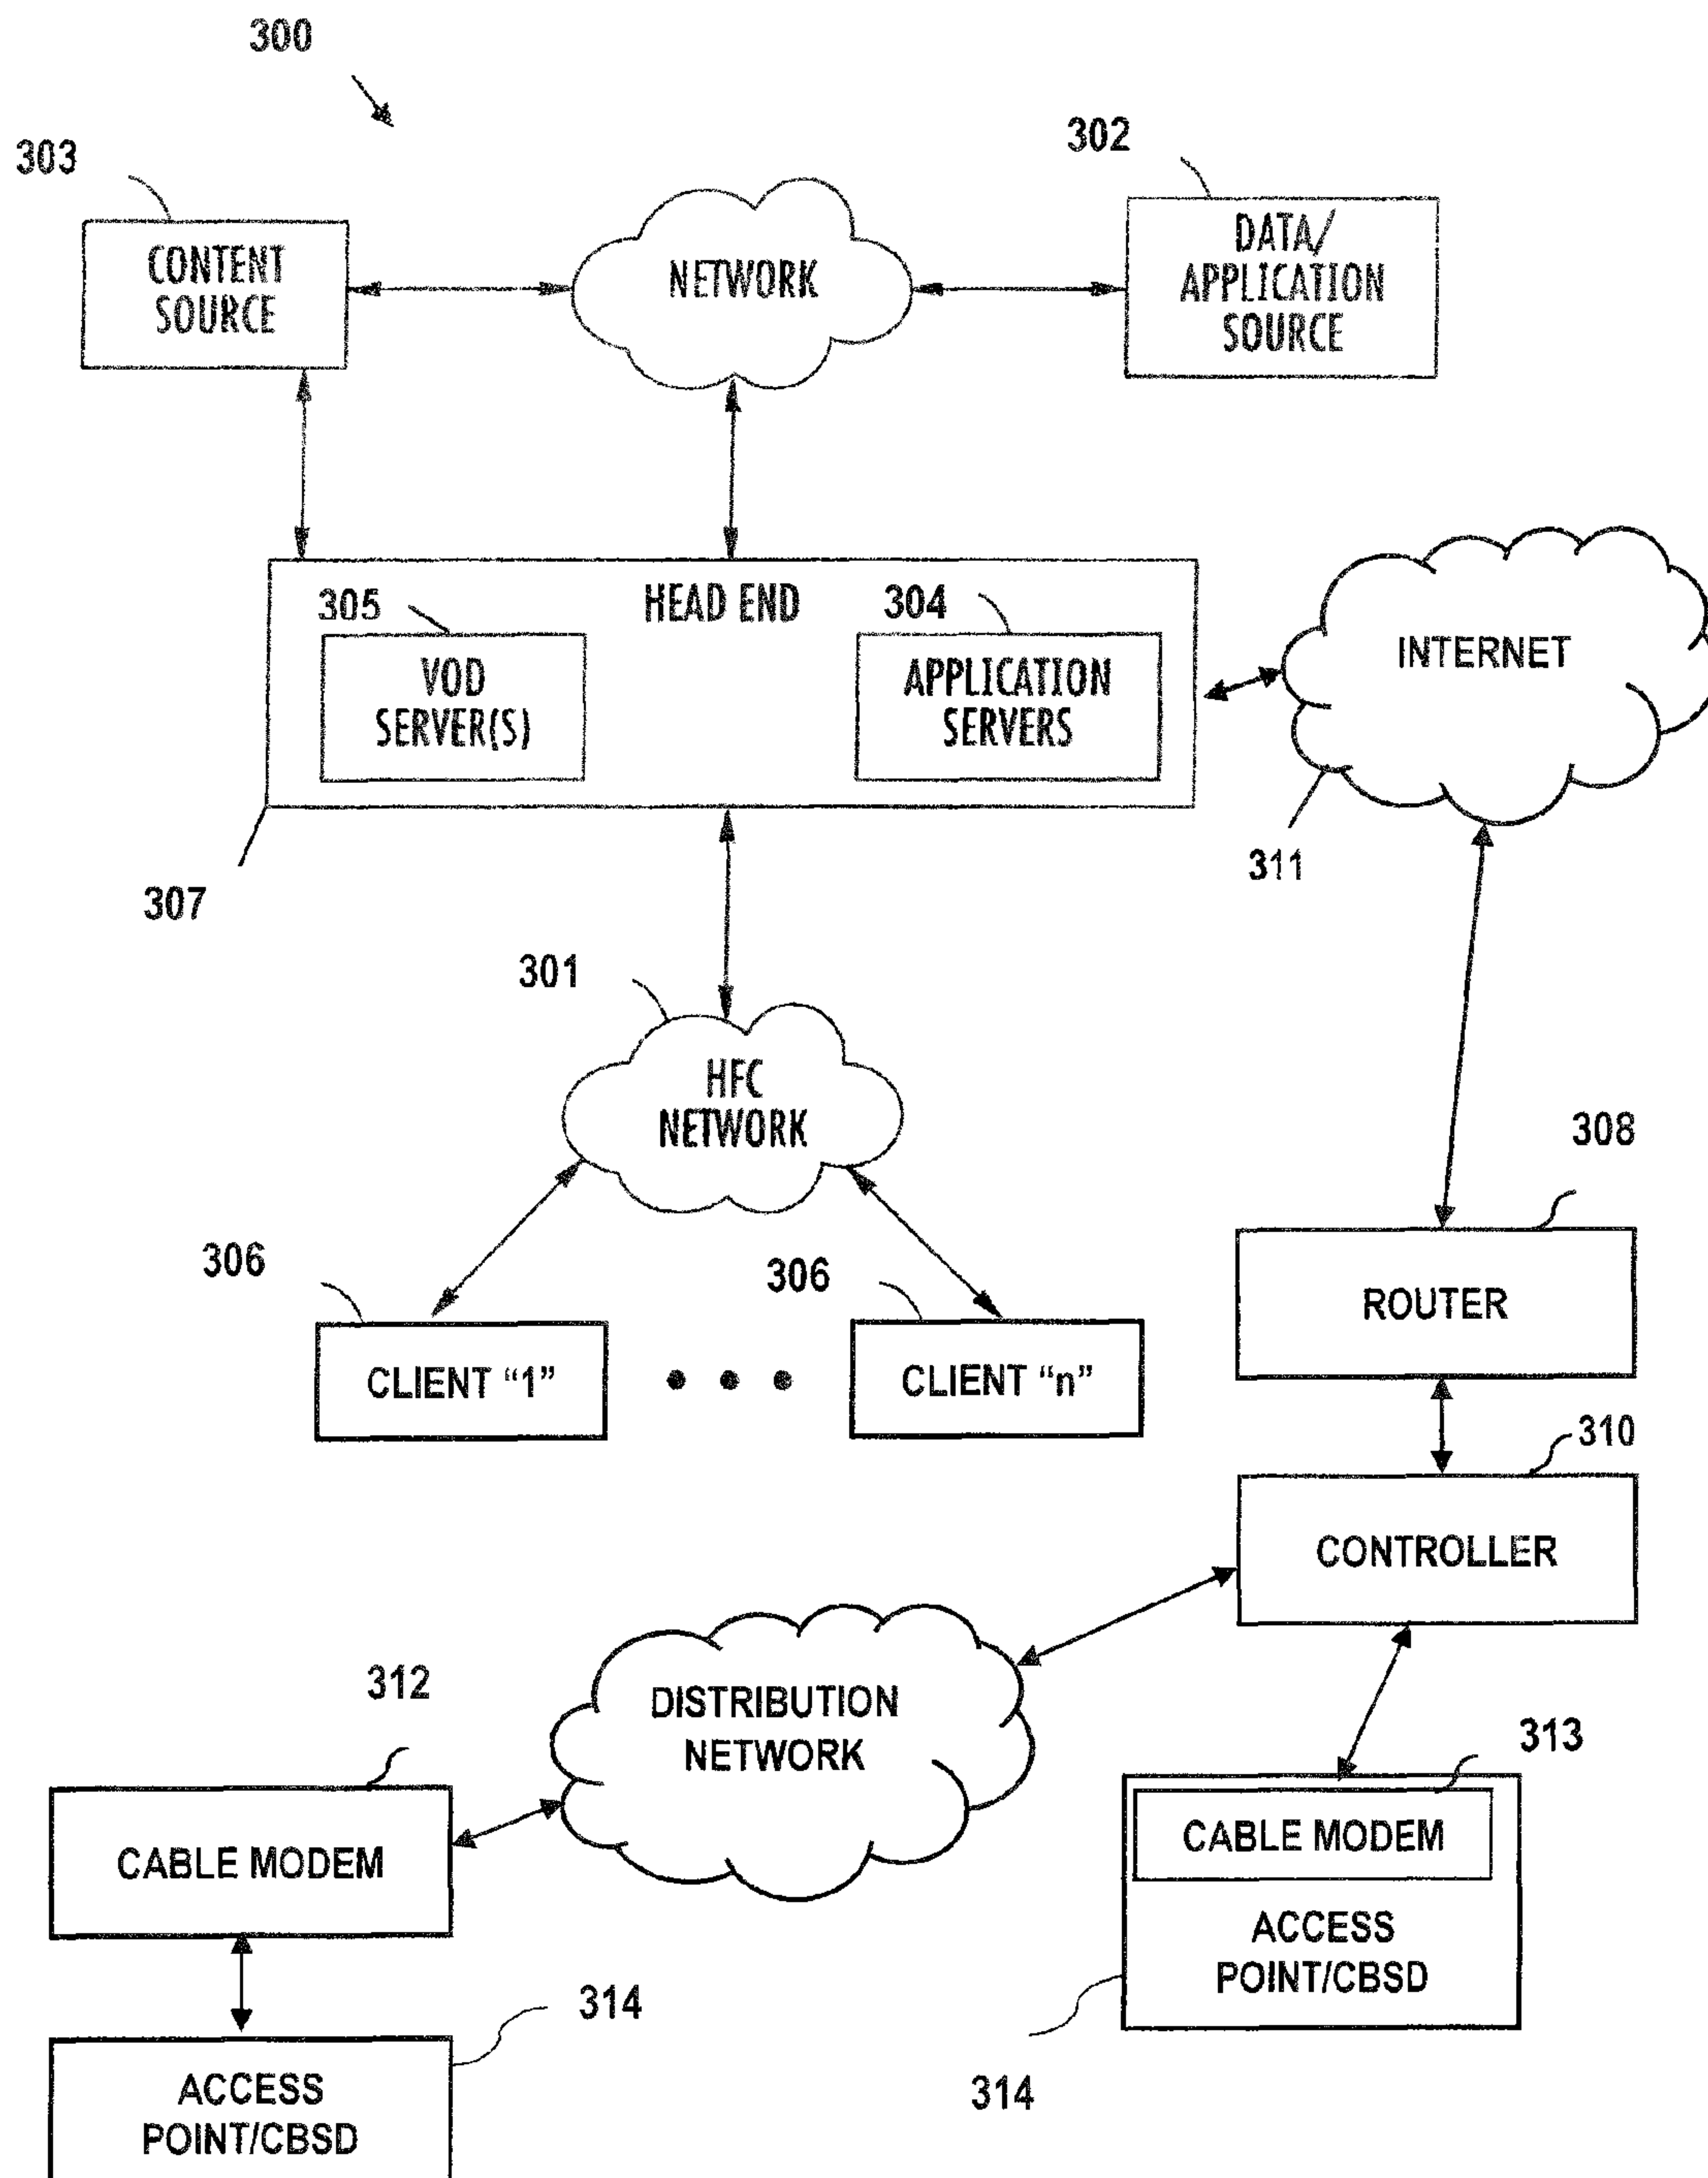 300
303
302
CONTENT
SOURCE
NETWORK
DATA/
APPLICATION
SOURCE
305
HEAD END
304
VOD
SERVER(S)
APPLICATION
SERVERS
INTERNET
311
307
301
HFC
NETWORK
308
306
306
ROUTER
CLIENT “1”
CLIENT “n”
310
CONTROLLER
312
DISTRIBUTION
NETWORK
313
CABLE MODEM
CABLE MODEM
ACCESS
POINT/CBSD
314
314
ACCESS
POINT/CBSD